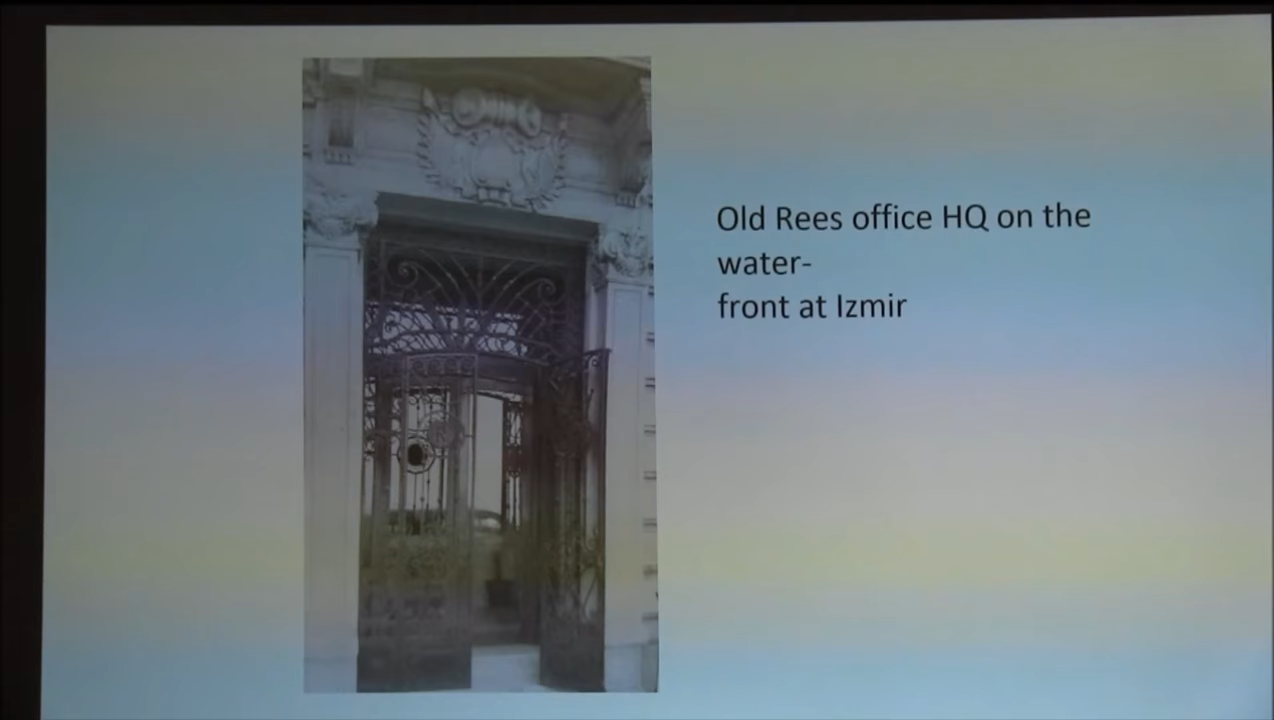 Old Rees office HQ on the
water-
front at Izmir